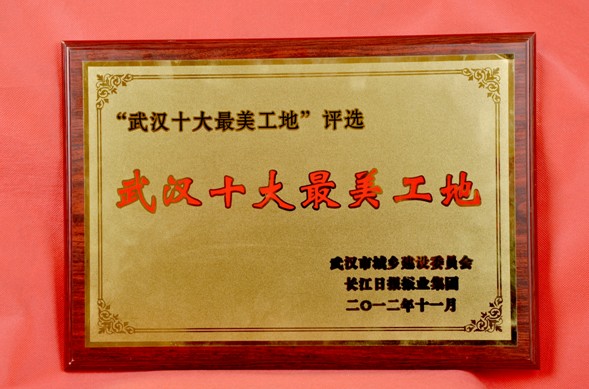 “武汉十大最美工地”评选
武汉十大最美工地
武汉市城乡建设委员会
长江日报报业集团
二〇一二年十一月